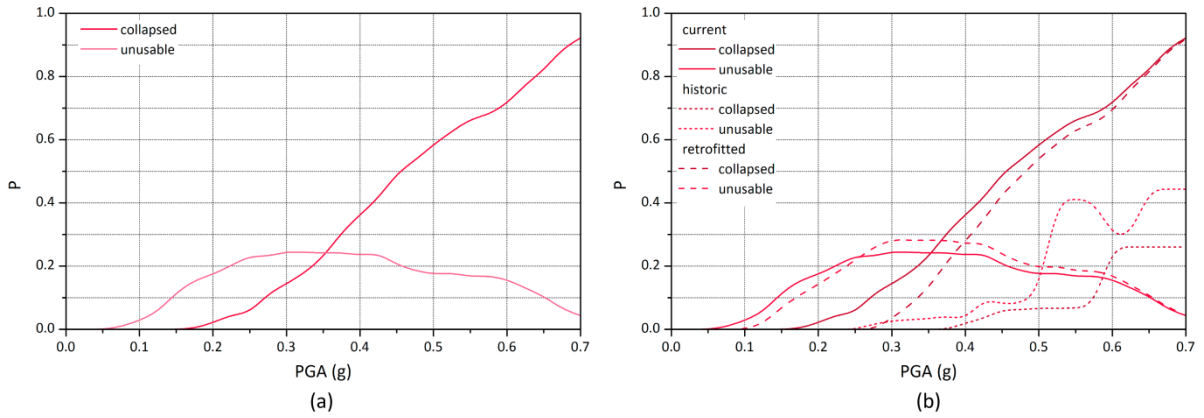 1.0
0.8
0.6
0.4
0.2
0.0
P
collapsed
unusable
0.0 0.1 0.2 0.3 0.4 0.5 0.6 0.7
PGA (g)
(a)
1.0
0.8
0.6
0.4
0.2
0.0
P
current
collapsed
unusable
historic
collapsed
unusable
retrofitted
collapsed
unusable
0.0 0.1 0.2 0.3 0.4 0.5 0.6 0.7
PGA (g)
(b)